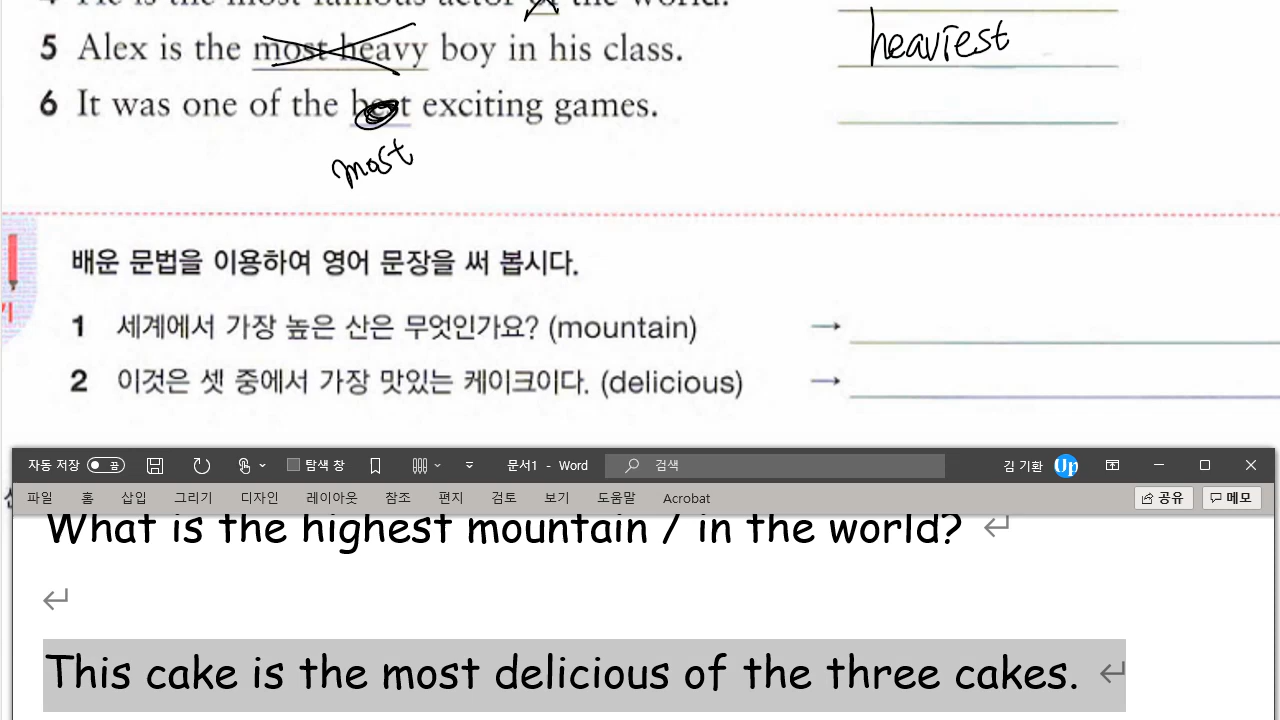 4 He is the most famous actor of the world.
5 Alex is the most heavy boy in his class. heaviest
6 It was one of the best exciting games.
most
배운 문법을 이용하여 영어 문장을 써 봅시다.
1 세계에서 가장 높은 산은 무엇인가요? (mountain) →
2 이것은 셋 중에서 가장 맛있는 케이크이다. (delicious) →
자동 저장 끔 탐색 창 문서1 - Word 검색 김 기환 Up
파일 홈 삽입 그리기 디자인 레이아웃 참조 편지 검토 보기 도움말 Acrobat 공유 메모
What is the highest mountain / in the world?
This cake is the most delicious of the three cakes.